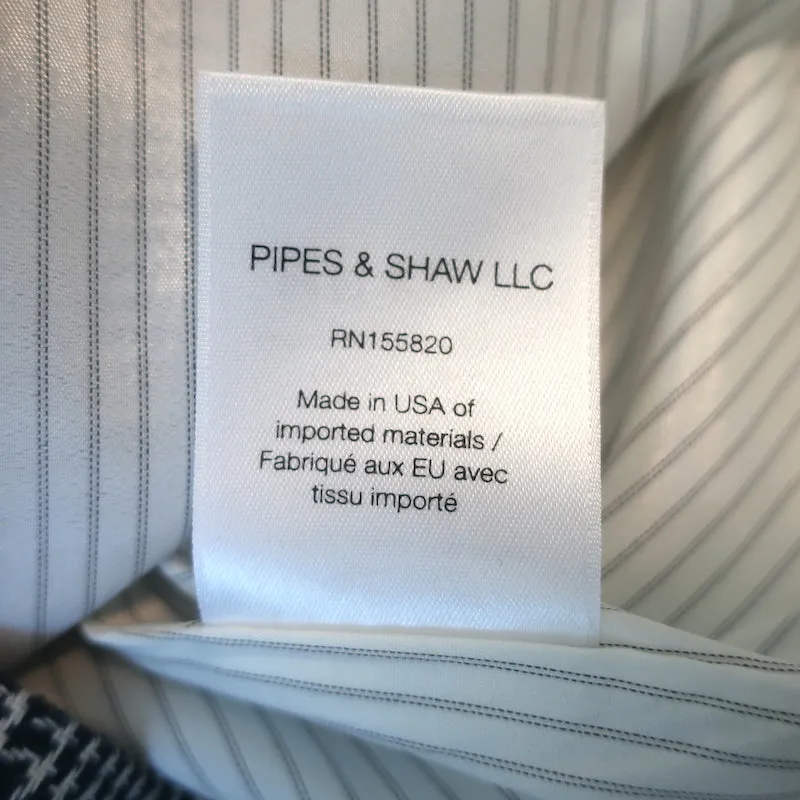 PIPES & SHAW LLC
RN155820
Made in USA of
imported materials /
Fabriqué aux EU avec
tissu importé